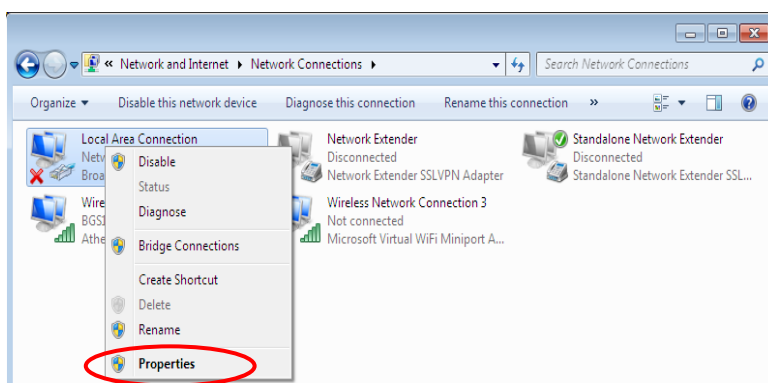 « Network and Internet ▸ Network Connections ▸
Search Network Connections
Organize ▾ Disable this network device Diagnose this connection Rename this connection »
Local Area Connection
Netw
Broa
Network Extender
Disconnected
Network Extender SSLVPN Adapter
Standalone Network Extender
Disconnected
Standalone Network Extender SSL...
Wire
BGS
Athe
Wireless Network Connection 3
Not connected
Microsoft Virtual WiFi Miniport A...
Disable
Status
Diagnose
Bridge Connections
Create Shortcut
Delete
Rename
Properties